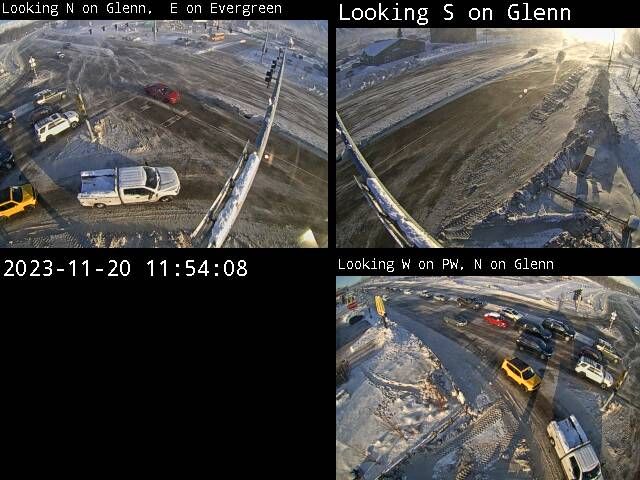 Looking N on Glenn,  E on Evergreen
Looking S on Glenn
2023-11-20 11:54:08
Looking W on PW, N on Glenn